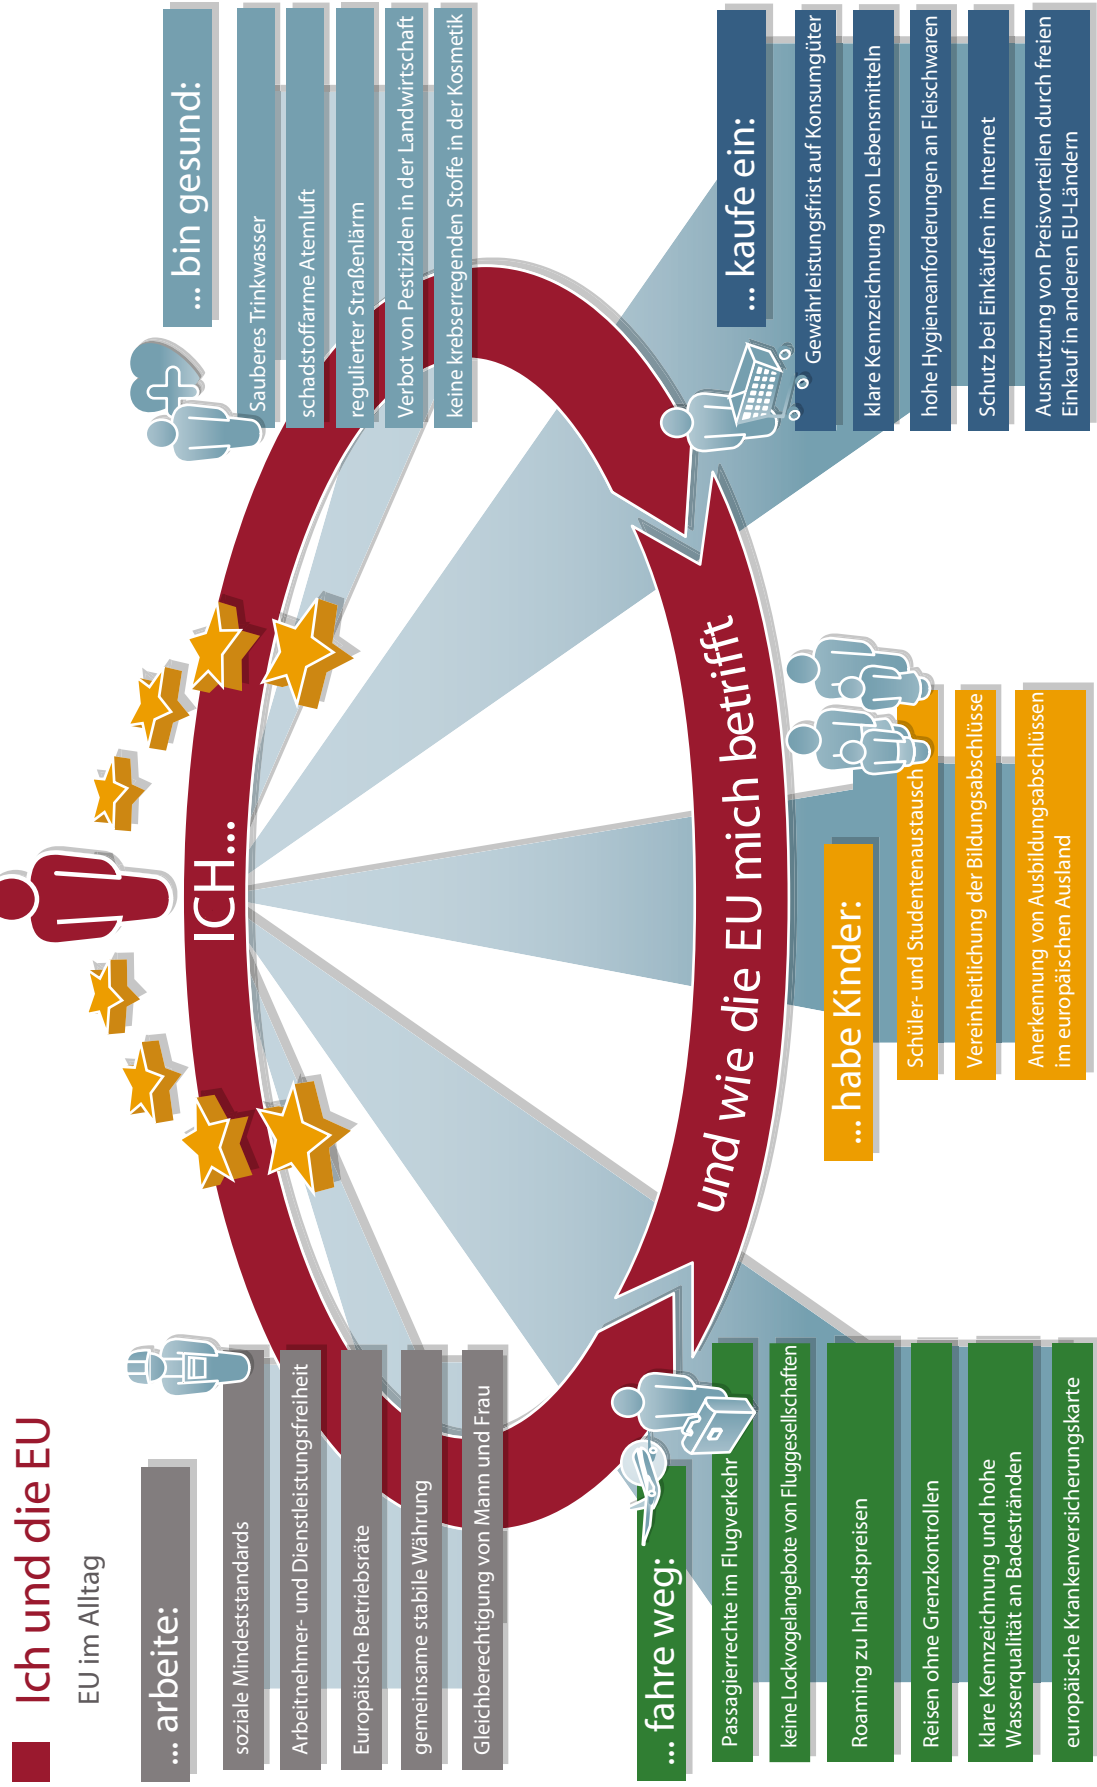 Ich und die EU
EU im Alltag
ICH...
und wie die EU mich betrifft
... arbeite:
soziale Mindeststandards
Arbeitnehmer- und Dienstleistungsfreiheit
Europäische Betriebsräte
gemeinsame stabile Währung
Gleichberechtigung von Mann und Frau
... fahre weg:
Passagierrechte im Flugverkehr
keine Lockvogelangebote von Fluggesellschaften
Roaming zu Inlandspreisen
Reisen ohne Grenzkontrollen
klare Kennzeichnung und hohe
Wasserqualität an Badestränden
europäische Krankenversicherungskarte
... habe Kinder:
Schüler- und Studentenaustausch
Vereinheitlichung der Bildungsabschlüsse
Anerkennung von Ausbildungsabschlüssen
im europäischen Ausland
... kaufe ein:
Gewährleistungsfrist auf Konsumgüter
klare Kennzeichnung von Lebensmitteln
hohe Hygieneanforderungen an Fleischwaren
Schutz bei Einkäufen im Internet
Ausnutzung von Preisvorteilen durch freien
Einkauf in anderen EU-Ländern
... bin gesund:
Sauberes Trinkwasser
schadstoffarme Atemluft
regulierter Straßenlärm
Verbot von Pestiziden in der Landwirtschaft
keine krebserregenden Stoffe in der Kosmetik